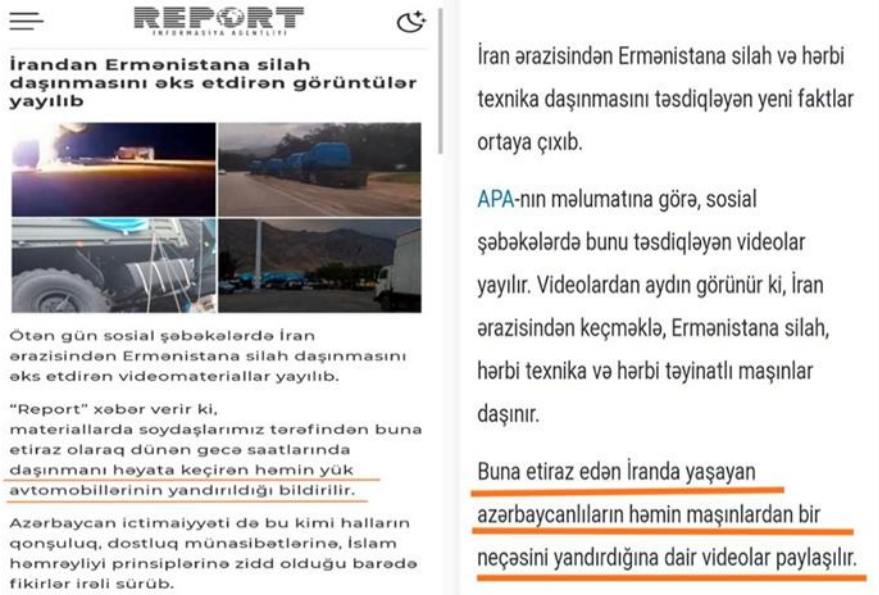 REPORT
İNFORMASİYA AGENTLİYİ
İrandan Ermənistana silah
daşınmasını əks etdirən görüntülər
yayılıb
Ötən gün sosial şəbəkələrdə İran
ərazisindən Ermənistana silah daşınmasını
əks etdirən videomateriallar yayılıb.
“Report” xəbər verir ki,
materiallarda soydaşlarımız tərəfindən buna
etiraz olaraq dünən gecə saatlarında
daşınmanı həyata keçirən həmin yük
avtomobillərinin yandırıldığı bildirilir.
Azərbaycan ictimaiyyəti də bu kimi halların
qonşuluq, dostluq münasibətlərinə, İslam
həmrəyliyi prinsiplərinə zidd olduğu barədə
fikirlər irəli sürüb.
İran ərazisindən Ermənistana silah və hərbi
texnika daşınmasını təsdiqləyən yeni faktlar
ortaya çıxıb.
APA-nın məlumatına görə, sosial
şəbəkələrdə bunu təsdiqləyən videolar
yayılır. Videolardan aydın görünür ki, İran
ərazisindən keçməklə, Ermənistana silah,
hərbi texnika və hərbi təyinatlı maşınlar
daşınır.
Buna etiraz edən İranda yaşayan
azərbaycanlıların həmin maşınlardan bir
neçəsini yandırdığına dair videolar paylaşılır.